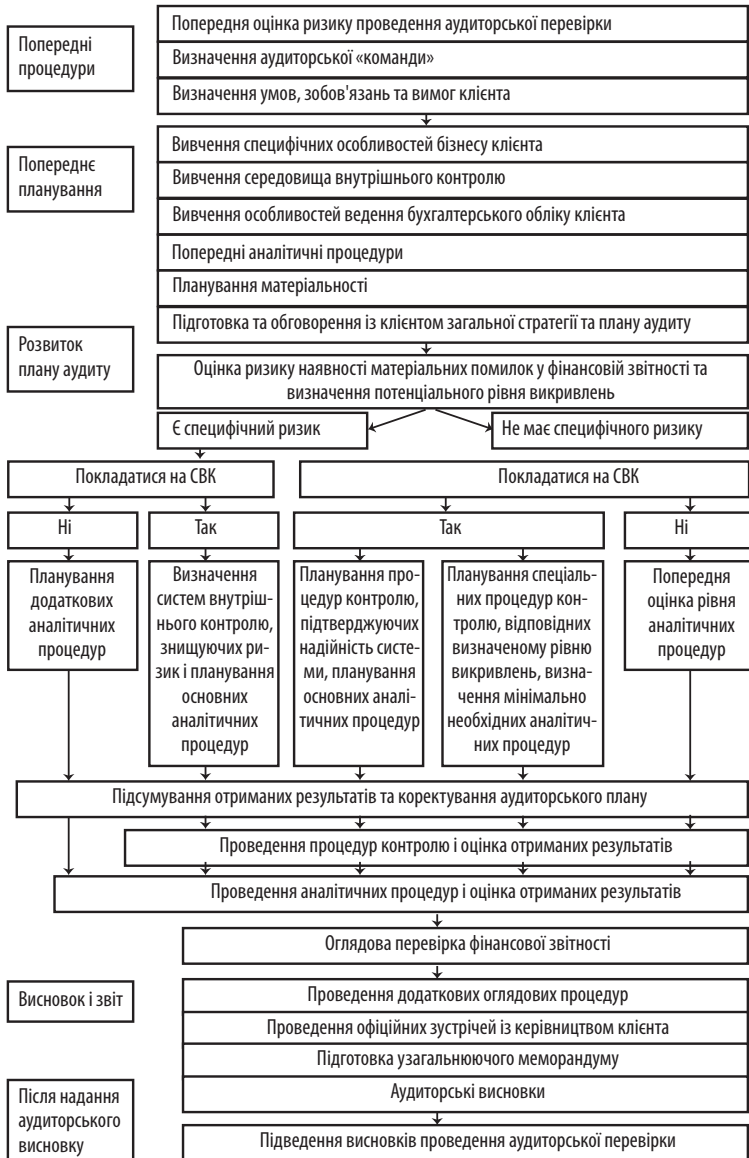 Попередні
процедури
Попередня оцінка ризику проведення аудиторської перевірки
Визначення аудиторської «команди»
Визначення умов, зобов'язань та вимог клієнта
Попереднє
планування
Вивчення специфічних особливостей бізнесу клієнта
Вивчення середовища внутрішнього контролю
Вивчення особливостей ведення бухгалтерського обліку клієнта
Попередні аналітичні процедури
Планування матеріальності
Підготовка та обговорення із клієнтом загальної стратегії та плану аудиту
Розвиток
плану аудиту
Оцінка ризику наявності матеріальних помилок у фінансовій звітності та
визначення потенціального рівня викривлень
Є специфічний ризик
Не має специфічного ризику
Покладатися на СВК
Покладатися на СВК
Ні
Так
Так
Ні
Планування
додаткових
аналітичних
процедур
Визначення
систем внутріш-
нього контролю,
знищуючих ри-
зик і планування
основних
аналітичних
процедур
Планування про-
цедур контролю,
підтверджуючих
надійність систе-
ми, планування
основних аналі-
тичних процедур
Планування спеціаль-
них процедур кон-
тролю, відповідних
визначеному рівню
викривлень, визна-
чення мінімально
необхідних аналітич-
них процедур
Попередня
оцінка рівня
аналітичних
процедур
Підсумування отриманих результатів та коректування аудиторського плану
Проведення процедур контролю і оцінка отриманих результатів
Проведення аналітичних процедур і оцінка отриманих результатів
Оглядова перевірка фінансової звітності
Висновок і звіт
Проведення додаткових оглядових процедур
Проведення офіційних зустрічей із керівництвом клієнта
Підготовка узагальнюючого меморандуму
Аудиторські висновки
Після надання
аудиторського
висновку
Підведення висновків проведення аудиторської перевірки